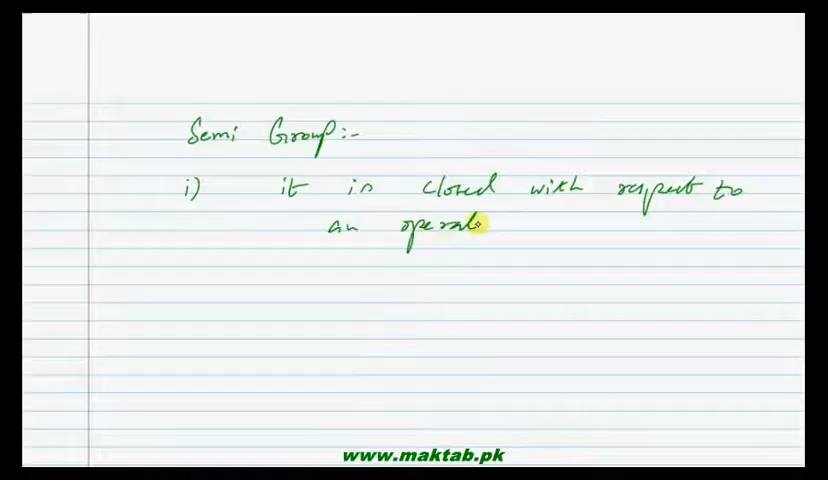 Semi Group:-
i) it is closed with respect to
an operat
www.maktab.pk